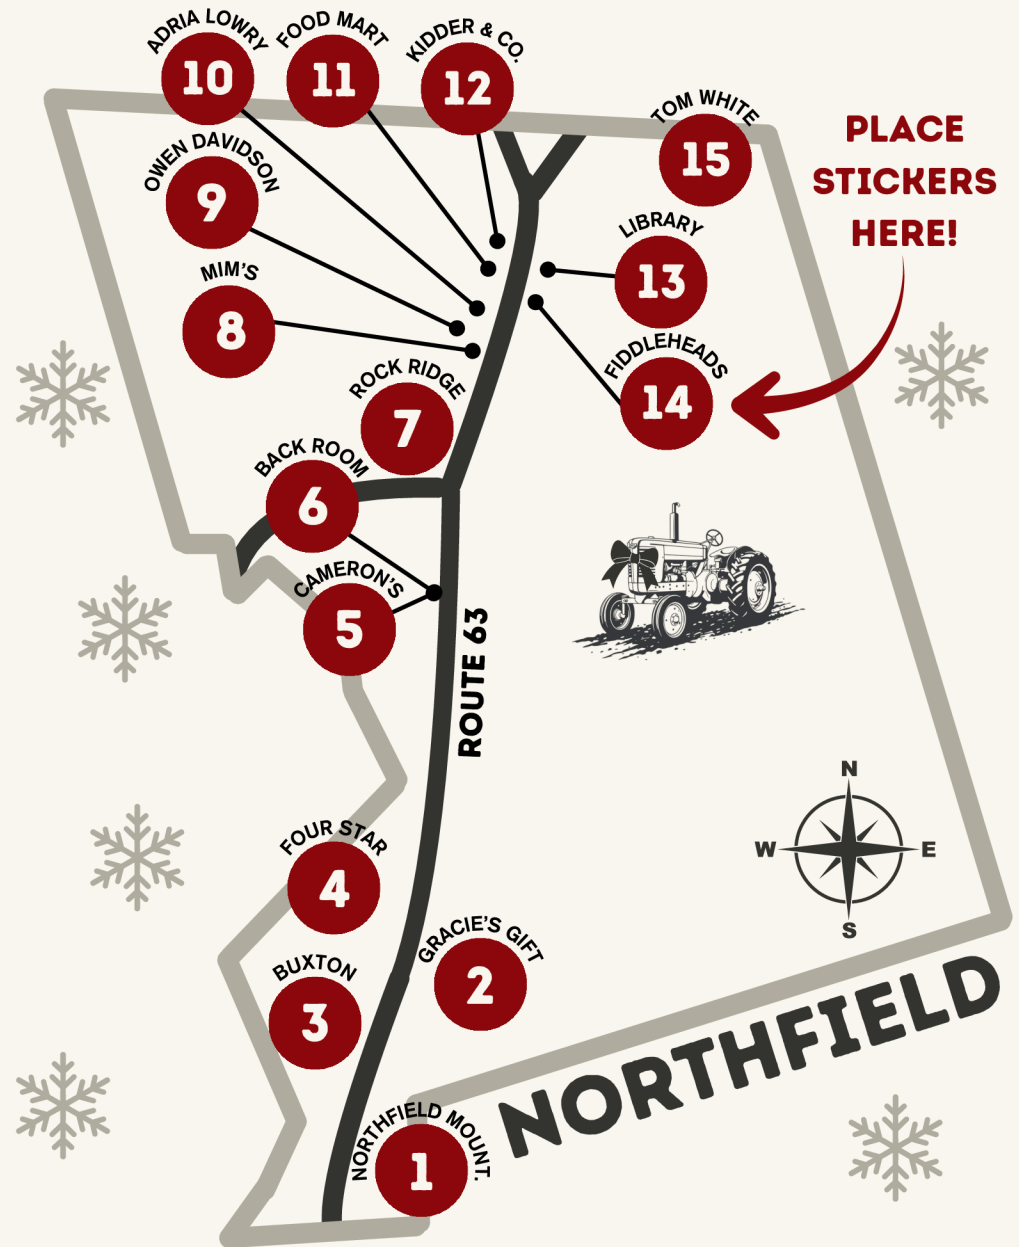 ADRIA LOWRY
10
FOOD MART
11
KIDDER & CO.
12
TOM WHITE
15
PLACE
STICKERS
HERE!
OWEN DAVIDSON
9
LIBRARY
13
MIM'S
8
FIDDLEHEADS
14
ROCK RIDGE
7
BACK ROOM
6
CAMERON'S
5
ROUTE 63
N
W
E
S
FOUR STAR
4
GRACIE'S GIFT
2
BUXTON
3
NORTHFIELD
NORTHFIELD MOUNT.
1